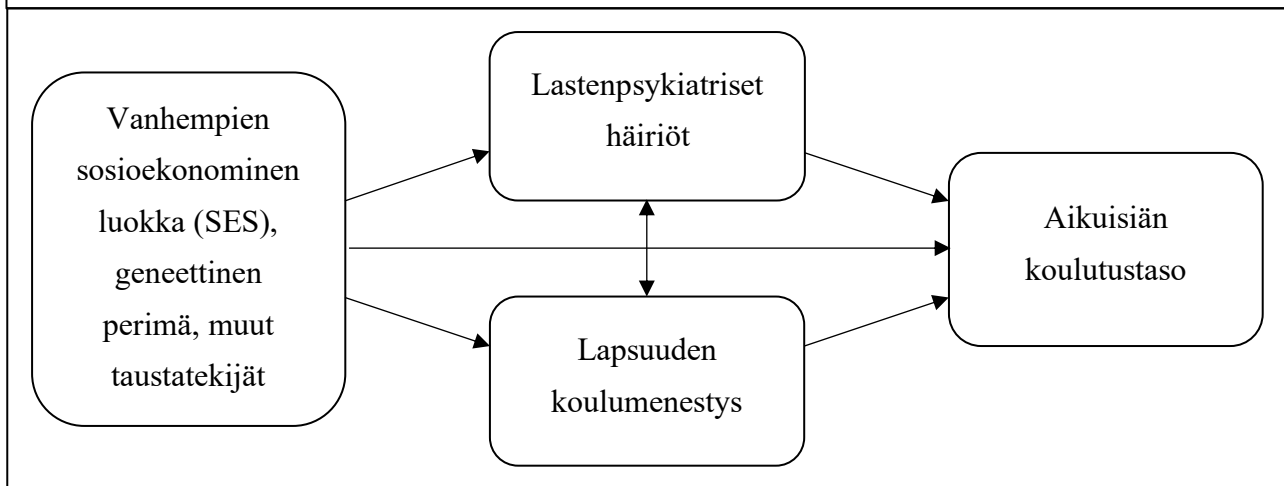 Vanhempien
sosioekonominen
luokka (SES),
geneettinen
perimä, muut
taustatekijät
Lastenpsykiatriset
häiriöt
Lapsuuden
koulumenestys
Aikuisiän
koulutustaso